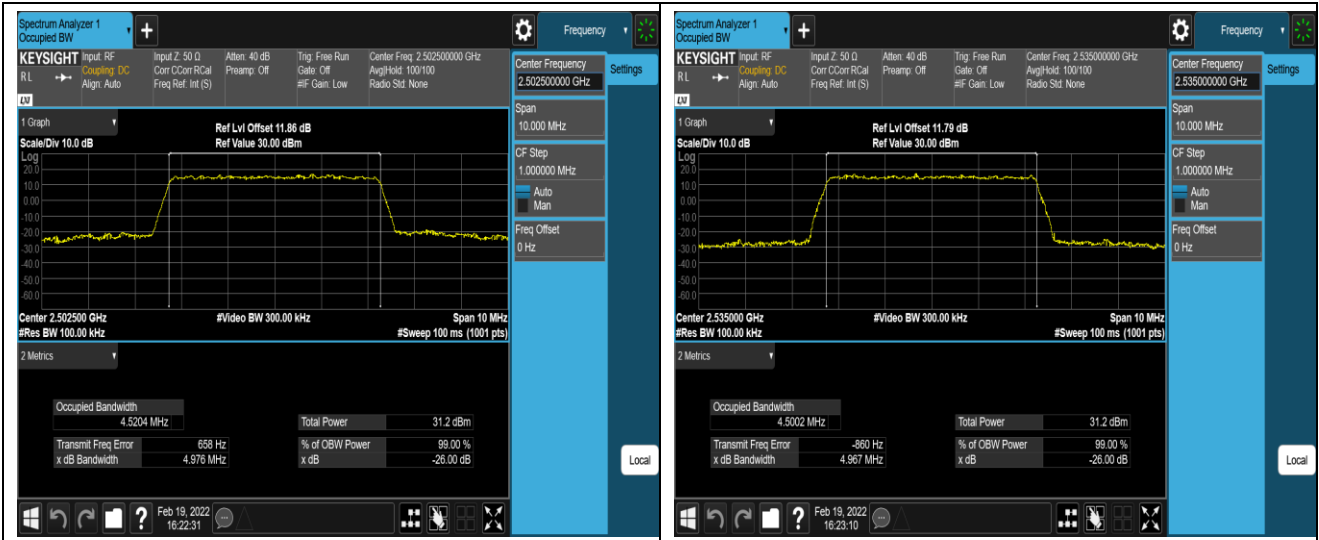 Spectrum Analyzer 1
Occupied BW
+
Frequency
KEYSIGHT
Input: RF
Coupling: DC
Align: Auto
Input Z: 50 Ω
Corr CCorr RCal
Freq Ref: Int (S)
Atten: 40 dB
Preamp: Off
Trig: Free Run
Gate: Off
#IF Gain: Low
Center Freq: 2.502500000 GHz
Avg|Hold: 100/100
Radio Std: None
R L
LXI
Center Frequency
2.502500000 GHz
Settings
Span
10.000 MHz
CF Step
1.000000 MHz
Auto
Man
Freq Offset
0 Hz
Local
1 Graph
Scale/Div 10.0 dB
Ref Lvl Offset 11.86 dB
Ref Value 30.00 dBm
Log
20.0
10.0
0.00
-10.0
-20.0
-30.0
-40.0
-50.0
-60.0
Center 2.502500 GHz
#Video BW 300.00 kHz
Span 10 MHz
#Res BW 100.00 kHz
#Sweep 100 ms (1001 pts)
2 Metrics
Occupied Bandwidth
4.5204 MHz
Total Power 31.2 dBm
Transmit Freq Error 658 Hz
% of OBW Power 99.00 %
x dB Bandwidth 4.976 MHz
x dB -26.00 dB
?
Feb 19, 2022
16:22:31
Spectrum Analyzer 1
Occupied BW
+
Frequency
KEYSIGHT
Input: RF
Coupling: DC
Align: Auto
Input Z: 50 Ω
Corr CCorr RCal
Freq Ref: Int (S)
Atten: 40 dB
Preamp: Off
Trig: Free Run
Gate: Off
#IF Gain: Low
Center Freq: 2.535000000 GHz
Avg|Hold: 100/100
Radio Std: None
R L
LXI
Center Frequency
2.535000000 GHz
Settings
Span
10.000 MHz
CF Step
1.000000 MHz
Auto
Man
Freq Offset
0 Hz
Local
1 Graph
Scale/Div 10.0 dB
Ref Lvl Offset 11.79 dB
Ref Value 30.00 dBm
Log
20.0
10.0
0.00
-10.0
-20.0
-30.0
-40.0
-50.0
-60.0
Center 2.535000 GHz
#Video BW 300.00 kHz
Span 10 MHz
#Res BW 100.00 kHz
#Sweep 100 ms (1001 pts)
2 Metrics
Occupied Bandwidth
4.5002 MHz
Total Power 31.2 dBm
Transmit Freq Error -860 Hz
% of OBW Power 99.00 %
x dB Bandwidth 4.967 MHz
x dB -26.00 dB
?
Feb 19, 2022
16:23:10